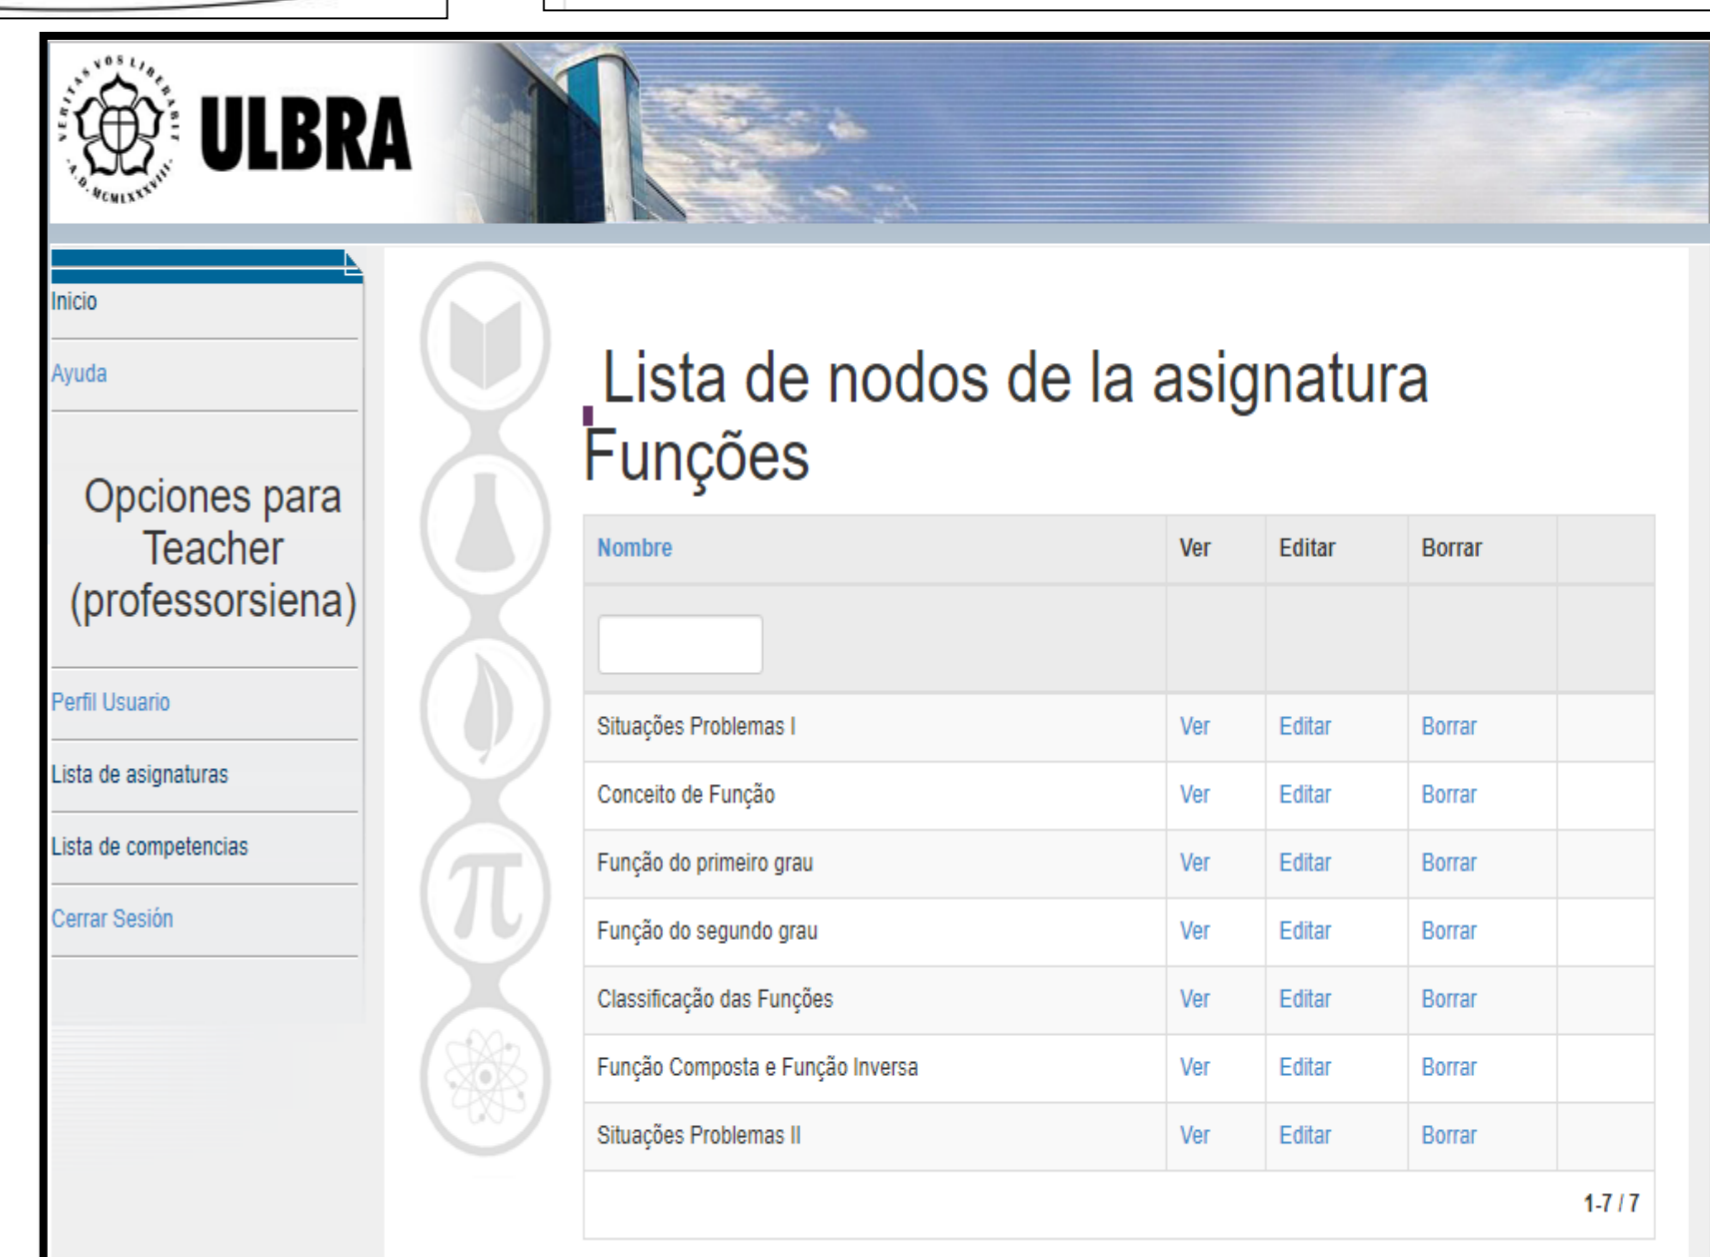 VERITAS VOS LIBERABIT
A.D. MCMLXXXVIII
ULBRA
Inicio
Ayuda
Opciones para
Teacher
(professorsiena)
Perfil Usuario
Lista de asignaturas
Lista de competencias
Cerrar Sesión
π
Lista de nodos de la asignatura
Funções
Nombre Ver Editar Borrar
Situações Problemas I Ver Editar Borrar
Conceito de Função Ver Editar Borrar
Função do primeiro grau Ver Editar Borrar
Função do segundo grau Ver Editar Borrar
Classificação das Funções Ver Editar Borrar
Função Composta e Função Inversa Ver Editar Borrar
Situações Problemas II Ver Editar Borrar
1-7 / 7